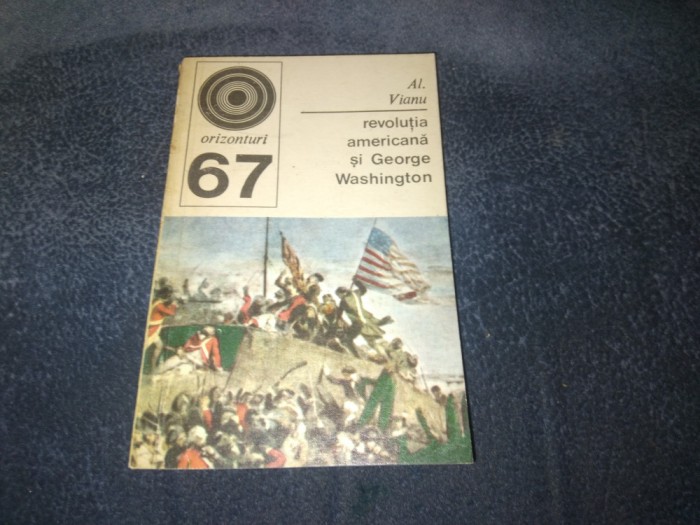 orizonturi
67
Al.
Vianu
revoluția
americană
și George
Washington